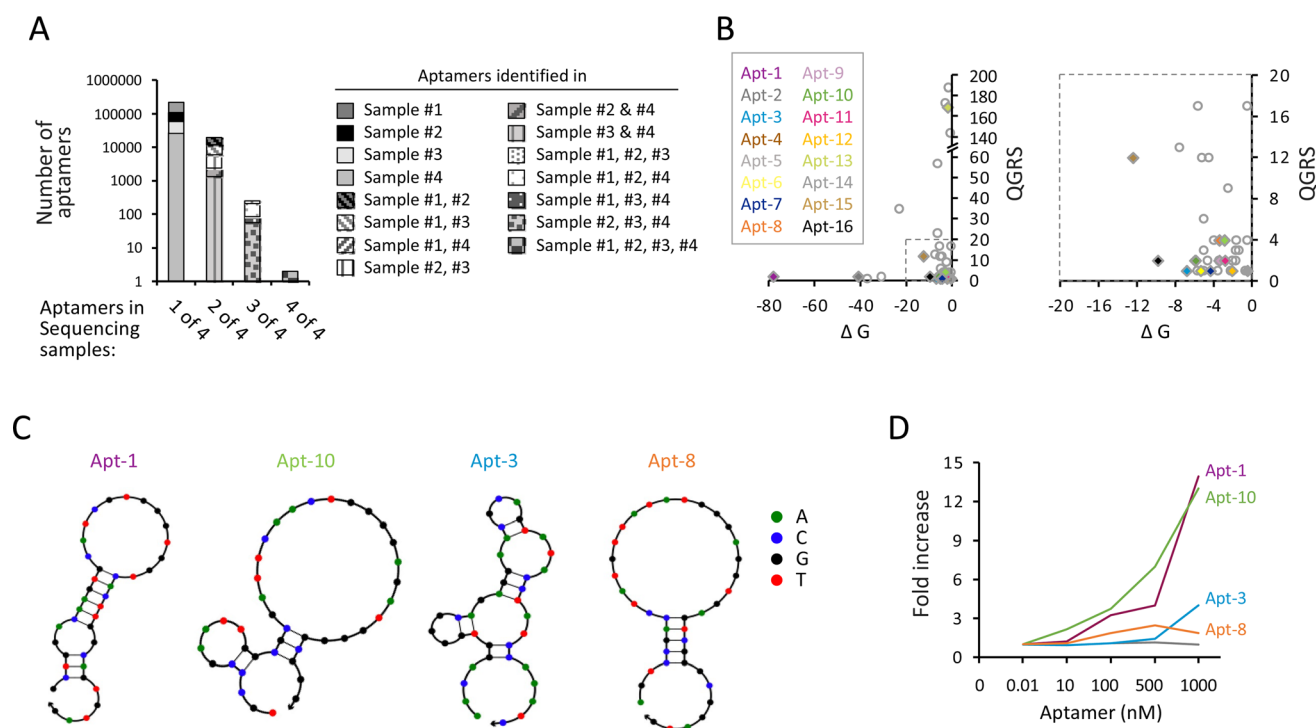 A
Number of
aptamers
1000000
100000
10000
1000
100
10
1
Aptamers in
Sequencing
samples:
1 of 4
2 of 4
3 of 4
4 of 4
Aptamers identified in
Sample #1
Sample #2
Sample #3
Sample #4
Sample #1, #2
Sample #1, #3
Sample #1, #4
Sample #2, #3
Sample #2 & #4
Sample #3 & #4
Sample #1, #2, #3
Sample #1, #2, #4
Sample #1, #3, #4
Sample #2, #3, #4
Sample #1, #2, #3, #4
B
Apt-1 Apt-9
Apt-2 Apt-10
Apt-3 Apt-11
Apt-4 Apt-12
Apt-5 Apt-13
Apt-6 Apt-14
Apt-7 Apt-15
Apt-8 Apt-16
200
180
160
140
60
50
40
30
20
10
0
QGRS
-80 -60 -40 -20 0
Δ G
20
16
12
8
4
0
QGRS
-20 -16 -12 -8 -4 0
Δ G
C
Apt-1
Apt-10
Apt-3
Apt-8
A
C
G
T
D
Fold increase
15
12
9
6
3
1
0
Apt-1
Apt-10
Apt-3
Apt-8
0 0.01 10 100 500 1000
Aptamer (nM)